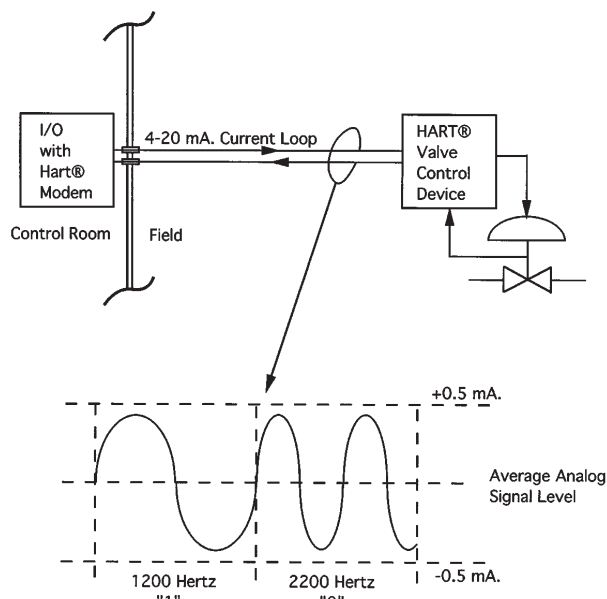 I/O
with
Hart®
Modem
4-20 mA. Current Loop
HART®
Valve
Control
Device
Control Room
Field
+0.5 mA.
Average Analog
Signal Level
-0.5 mA.
1200 Hertz
2200 Hertz
"1"